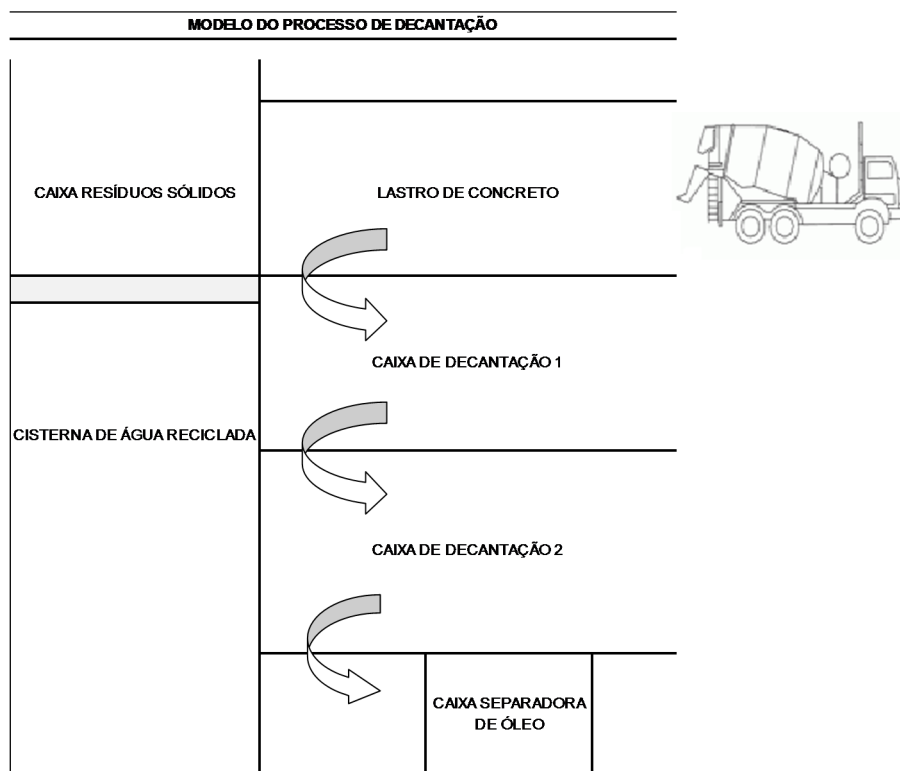 MODELO DO PROCESSO DE DECANTAÇÃO
CAIXA RESÍDUOS SÓLIDOS
LASTRO DE CONCRETO
CAIXA DE DECANTAÇÃO 1
CISTERNA DE ÁGUA RECICLADA
CAIXA DE DECANTAÇÃO 2
CAIXA SEPARADORA
DE ÓLEO